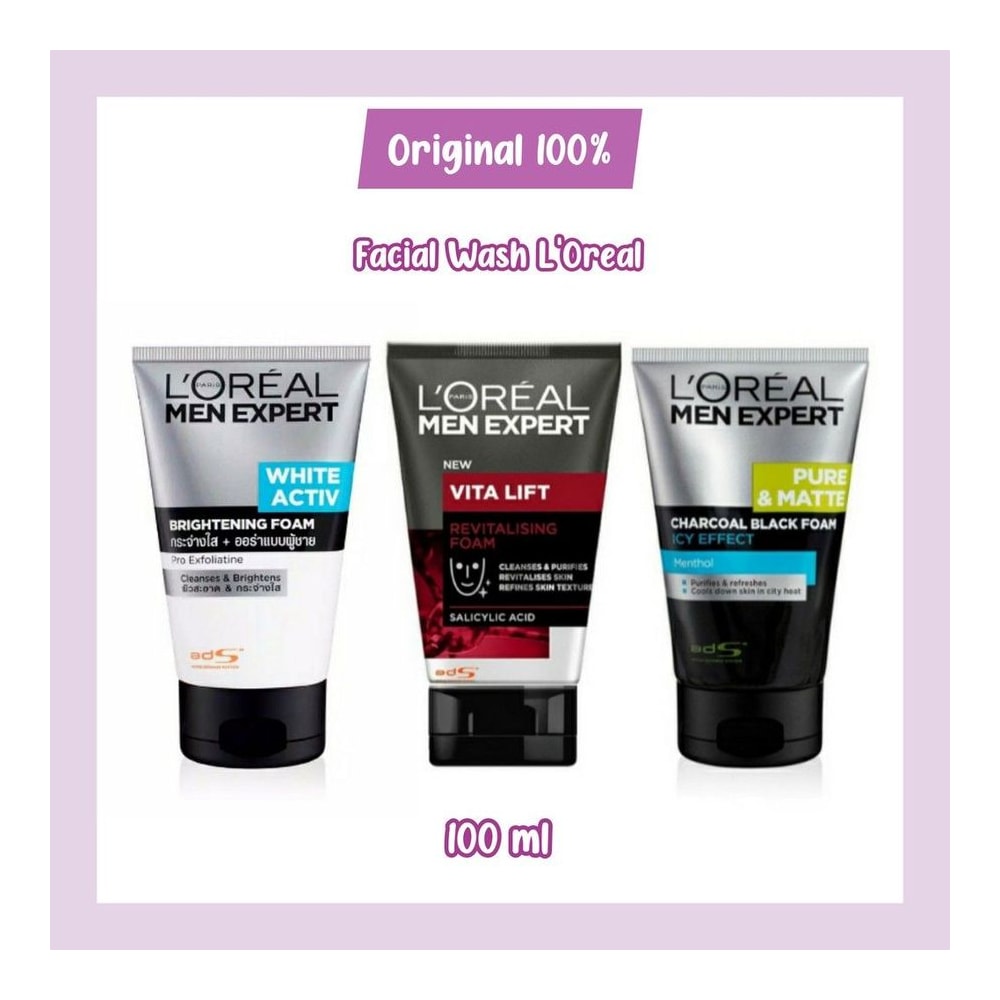 Original 100%
Facial Wash L'Oreal
L'ORÉAL
PARIS
MEN EXPERT
WHITE
ACTIV
BRIGHTENING FOAM
กระจ่างใส + ออร่าแบบผู้ชาย
Pro Exfoliatine
Cleanses & Brightens
ผิวสะอาด & กระจ่างใส
adS
L'ORÉAL
PARIS
MEN EXPERT
NEW
VITA LIFT
REVITALISING
FOAM
CLEANSES & PURIFIES
REVITALISES SKIN
REFINES SKIN TEXTURE
SALICYLIC ACID
adS
L'ORÉAL
PARIS
MEN EXPERT
PURE
& MATTE
CHARCOAL BLACK FOAM
ICY EFFECT
Menthol
Purifies & refreshes
Cools down skin in city heat
adS
100 ml